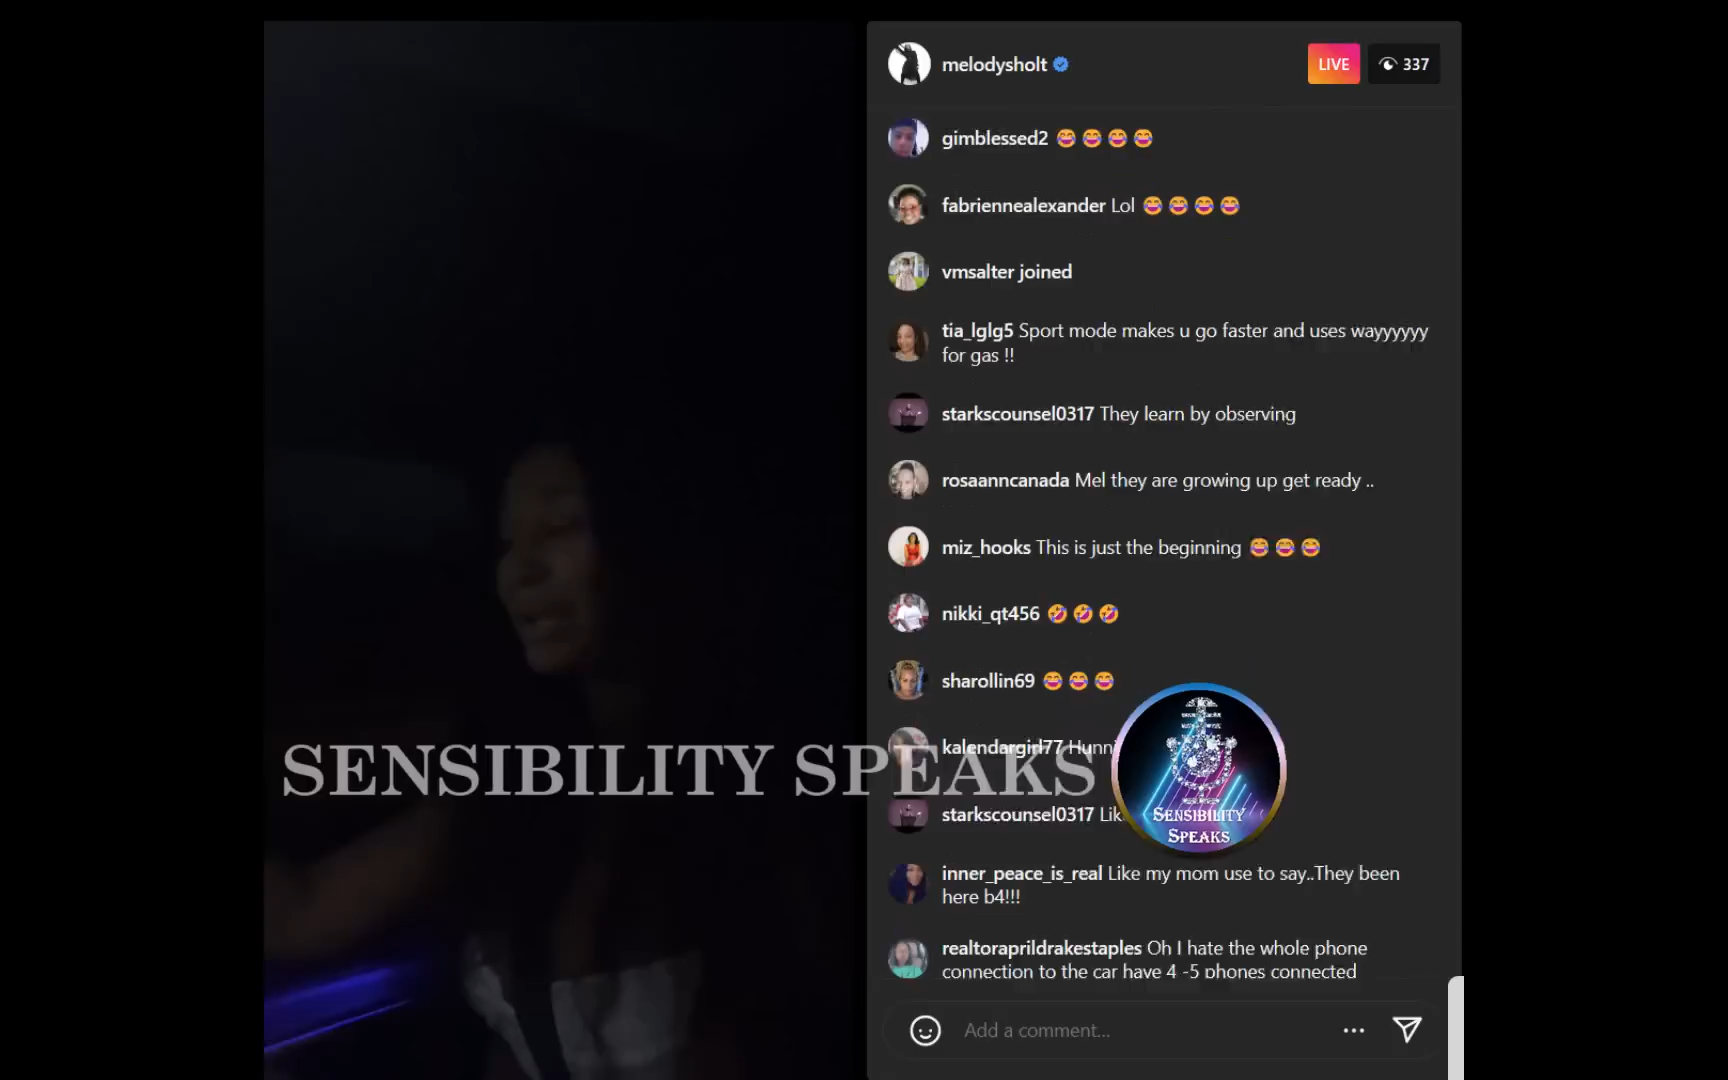 melodysholt
LIVE
337
gimblessed2 😂 😂 😂 😂
fabriennealexander Lol 😂 😂 😂 😂
vmsalter joined
tia_lglg5 Sport mode makes u go faster and uses wayyyyyy
for gas !!
starkscounsel0317 They learn by observing
rosaanncanada Mel they are growing up get ready ..
miz_hooks This is just the beginning 😂 😂 😂
nikki_qt456 🤣 🤣 🤣
sharollin69 😂 😂 😂
kalendargirl77
SENSIBILITY SPEAKS
starkscounsel0317
SENSIBILITY
SPEAKS
inner_peace_is_real Like my mom use to say..They been
here b4!!!
realtoraprildrakestaples Oh I hate the whole phone
connection to the car have 4 -5 phones connected
Add a comment...